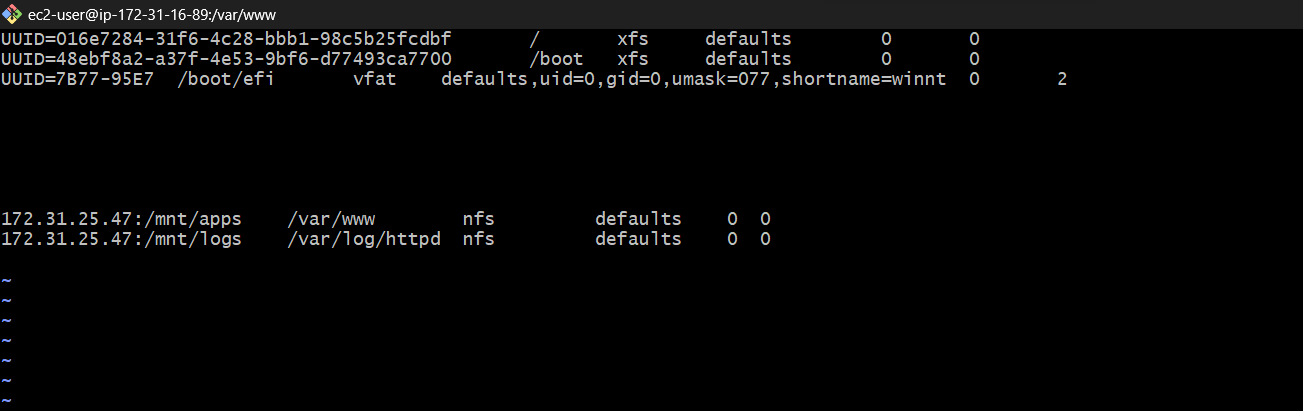 ec2-user@ip-172-31-16-89:/var/www
UUID=016e7284-31f6-4c28-bbb1-98c5b25fcdbf / xfs defaults 0 0
UUID=48ebf8a2-a37f-4e53-9bf6-d77493ca7700 /boot xfs defaults 0 0
UUID=7B77-95E7 /boot/efi vfat defaults,uid=0,gid=0,umask=077,shortname=winnt 0 2
172.31.25.47:/mnt/apps /var/www nfs defaults 0 0
172.31.25.47:/mnt/logs /var/log/httpd nfs defaults 0 0
~
~
~
~
~
~
~